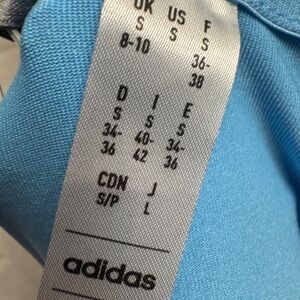 UK US F
S S S
8-10 36-
38
D I E
S S S
34- 40- 34-
36 42 36
CDN J
S/P L
adidas